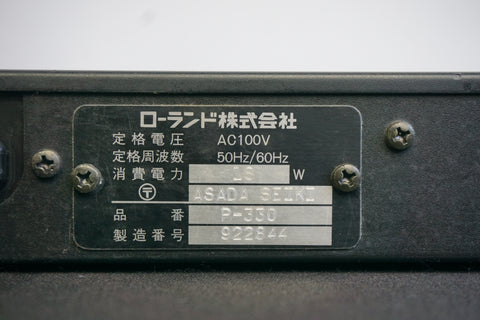 ローランド株式会社
定格電圧 AC100V
定格周波数 50Hz/60Hz
消費電力 18 W
〒 ASADA SEIKI
品 番 P-330
製造番号 922844